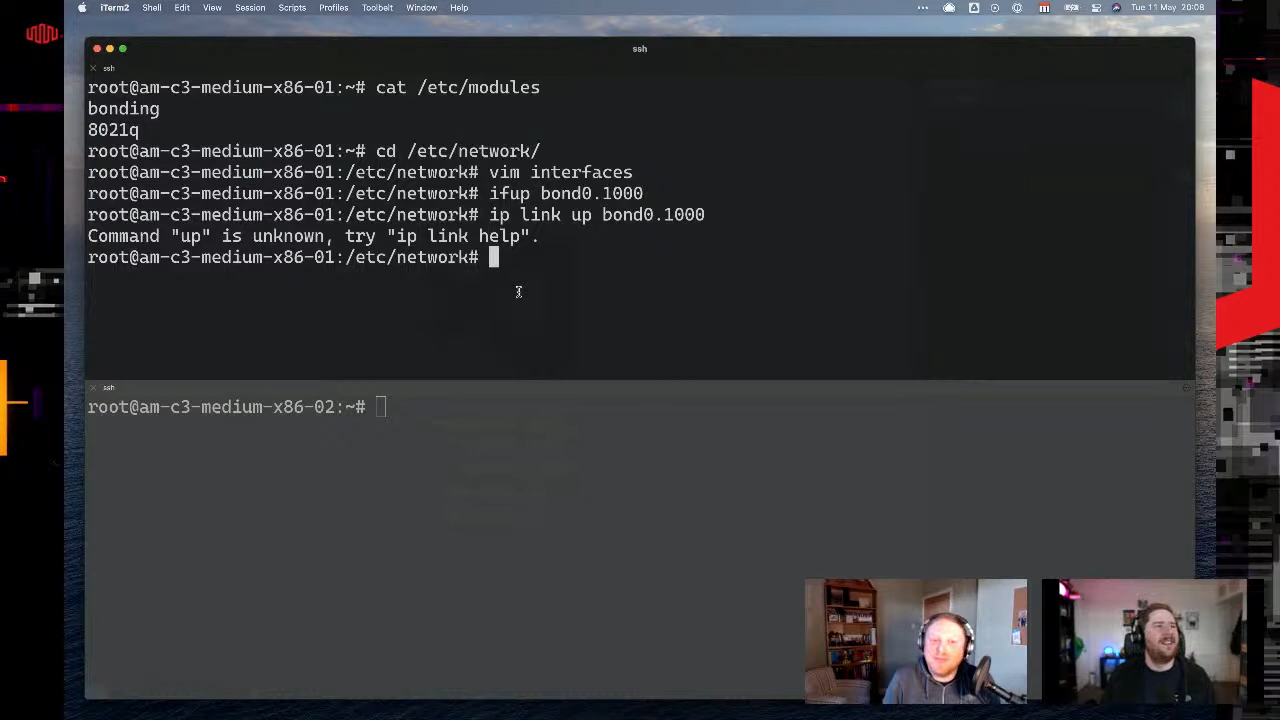 iTerm2 Shell Edit View Session Scripts Profiles Toolbelt Window Help Tue 11 May 20:08
ssh
ssh
root@am-c3-medium-x86-01:~# cat /etc/modules
bonding
8021q
root@am-c3-medium-x86-01:~# cd /etc/network/
root@am-c3-medium-x86-01:/etc/network# vim interfaces
root@am-c3-medium-x86-01:/etc/network# ifup bond0.1000
root@am-c3-medium-x86-01:/etc/network# ip link up bond0.1000
Command "up" is unknown, try "ip link help".
root@am-c3-medium-x86-01:/etc/network#
ssh
root@am-c3-medium-x86-02:~#